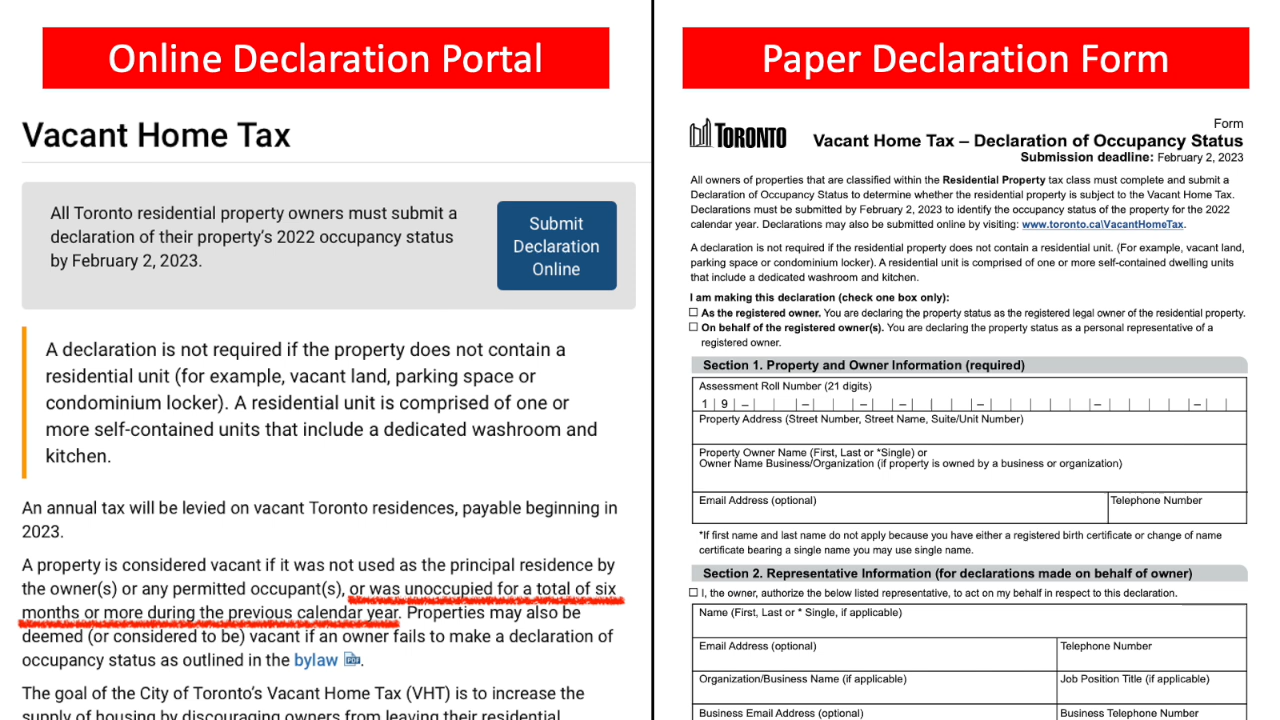 Online Declaration Portal
Vacant Home Tax
All Toronto residential property owners must submit a
declaration of their property's 2022 occupancy status
by February 2, 2023.
Submit
Declaration
Online
A declaration is not required if the property does not contain a
residential unit (for example, vacant land, parking space or
condominium locker). A residential unit is comprised of one or
more self-contained units that include a dedicated washroom and
kitchen.
An annual tax will be levied on vacant Toronto residences, payable beginning in
2023.
A property is considered vacant if it was not used as the principal residence by
the owner(s) or any permitted occupant(s), or was unoccupied for a total of six
months or more during the previous calendar year. Properties may also be
deemed (or considered to be) vacant if an owner fails to make a declaration of
occupancy status as outlined in the bylaw PDF.
The goal of the City of Toronto's Vacant Home Tax (VHT) is to increase the
supply of housing by discouraging owners from leaving their residential
Paper Declaration Form
TORONTO
Form
Vacant Home Tax – Declaration of Occupancy Status
Submission deadline: February 2, 2023
All owners of properties that are classified within the Residential Property tax class must complete and submit a
Declaration of Occupancy Status to determine whether the residential property is subject to the Vacant Home Tax.
Declarations must be submitted by February 2, 2023 to identify the occupancy status of the property for the 2022
calendar year. Declarations may also be submitted online by visiting: www.toronto.ca\VacantHomeTax.
A declaration is not required if the residential property does not contain a residential unit. (For example, vacant land,
parking space or condominium locker). A residential unit is comprised of one or more self-contained dwelling units
that include a dedicated washroom and kitchen.
I am making this declaration (check one box only):
☐ As the registered owner. You are declaring the property status as the registered legal owner of the residential property.
☐ On behalf of the registered owner(s). You are declaring the property status as a personal representative of a
registered owner.
Section 1. Property and Owner Information (required)
Assessment Roll Number (21 digits)
1 | 9 – | | – | | – | – | | | | | – | | | – |
Property Address (Street Number, Street Name, Suite/Unit Number)
Property Owner Name (First, Last or *Single) or
Owner Name Business/Organization (if property is owned by a business or organization)
Email Address (optional)
Telephone Number
*If first name and last name do not apply because you have either a registered birth certificate or change of name
certificate bearing a single name you may use single name.
Section 2. Representative Information (for declarations made on behalf of owner)
☐ I, the owner, authorize the below listed representative, to act on my behalf in respect to this declaration.
Name (First, Last or * Single, if applicable)
Email Address (optional)
Telephone Number
Organization/Business Name (if applicable)
Job Position Title (if applicable)
Business Email Address (optional)
Business Telephone Number